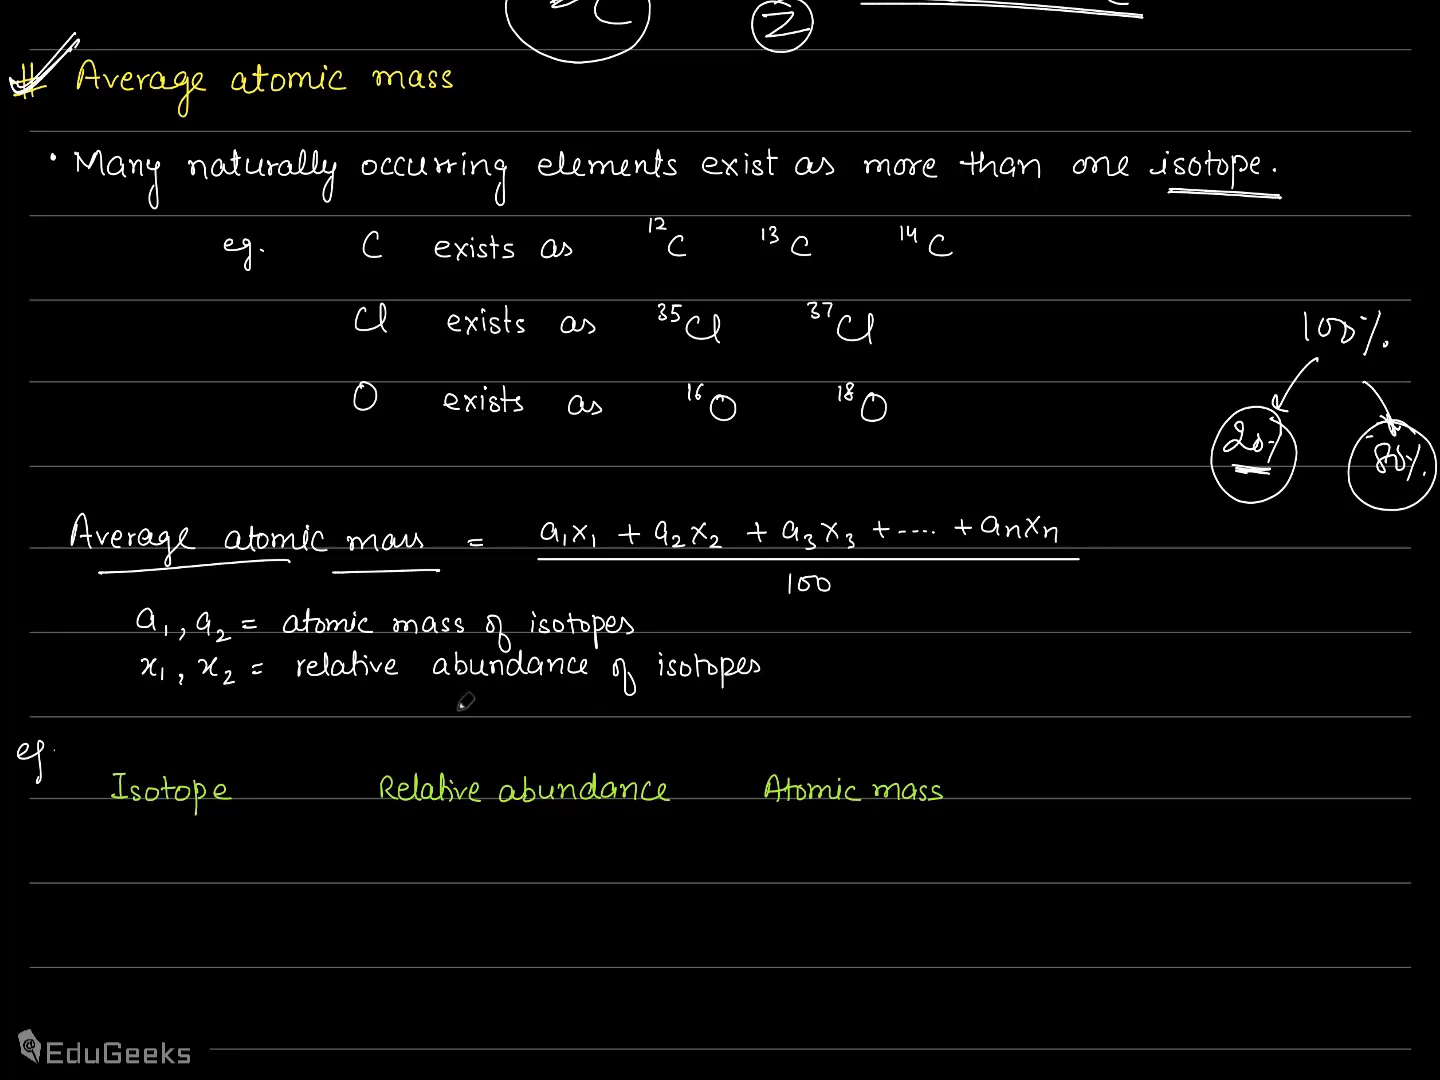 C
Z
# Average atomic mass
• Many naturally occurring elements exist as more than one isotope.
eg. C exists as ¹²C ¹³C ¹⁴C
Cl exists as ³⁵Cl ³⁷Cl
100%.
O exists as ¹⁶O ¹⁸O
20% 80%.
Average atomic mass = a₁x₁ + a₂x₂ + a₃x₃ + .... + anxn
100
a₁, a₂ = atomic mass of isotopes
x₁, x₂ = relative abundance of isotopes
eg.
Isotope Relative abundance Atomic mass
EduGeeks